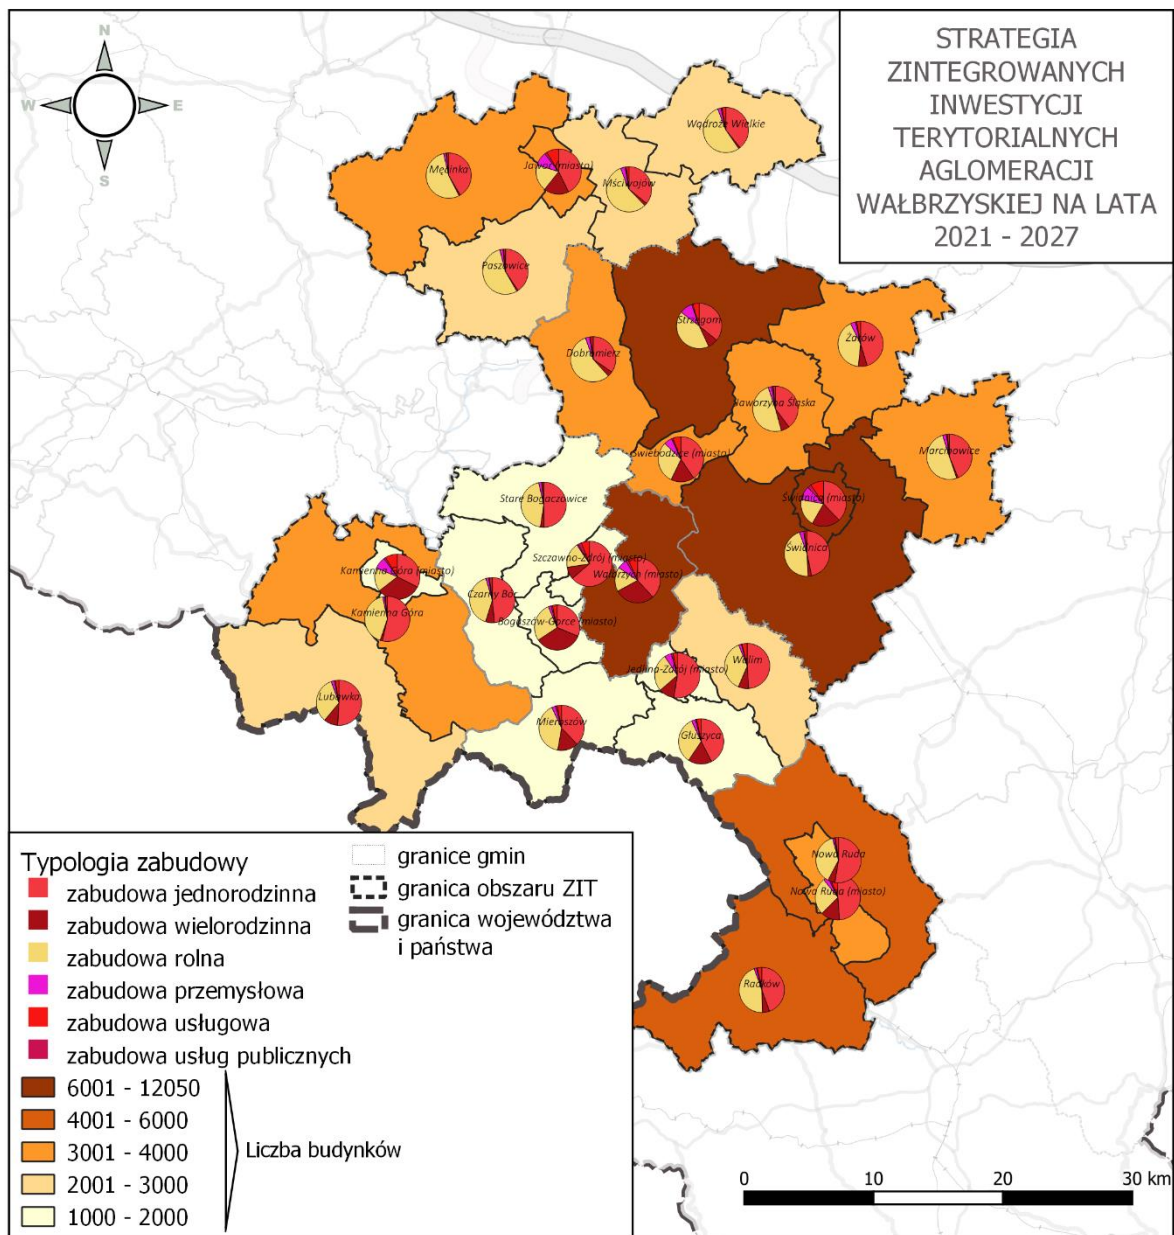 N
W
E
S
STRATEGIA
ZINTEGROWANYCH
INWESTYCJI
TERYTORIALNYCH
AGLOMERACJI
WAŁBRZYSKIEJ NA LATA
2021 - 2027
Wądroże Wielkie
Męcinka
Jawor (miasta)
Mściwojów
Paszowice
Strzegom
Dobromierz
Żarów
Jaworzyna Śląska
Świebodzice (miasta)
Marcinowice
Stare Bogaczowice
Świdnica (miasto)
Świdnica
Szczawno-Zdrój (miasto)
Kamienna Góra (miasto)
Wałbrzych (miasto)
Czarny Bór
Kamienna Góra
Boguszów-Gorce (miasto)
Walim
Jedlina-Zdrój (miasto)
Lubawka
Mieroszów
Głuszyca
Nowa Ruda
Nowa Ruda (miasto)
Radków
Typologia zabudowy
zabudowa jednorodzinna
zabudowa wielorodzinna
zabudowa rolna
zabudowa przemysłowa
zabudowa usługowa
zabudowa usług publicznych
6001 - 12050
4001 - 6000
3001 - 4000
2001 - 3000
1000 - 2000
Liczba budynków
granice gmin
granica obszaru ZIT
granica województwa
i państwa
0 10 20 30 km